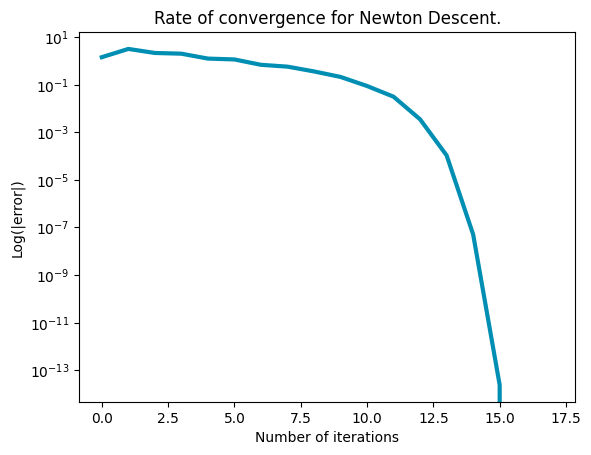 Rate of convergence for Newton Descent.
Log(|error|)
10¹
10⁻¹
10⁻³
10⁻⁵
10⁻⁷
10⁻⁹
10⁻¹¹
10⁻¹³
0.0 2.5 5.0 7.5 10.0 12.5 15.0 17.5
Number of iterations